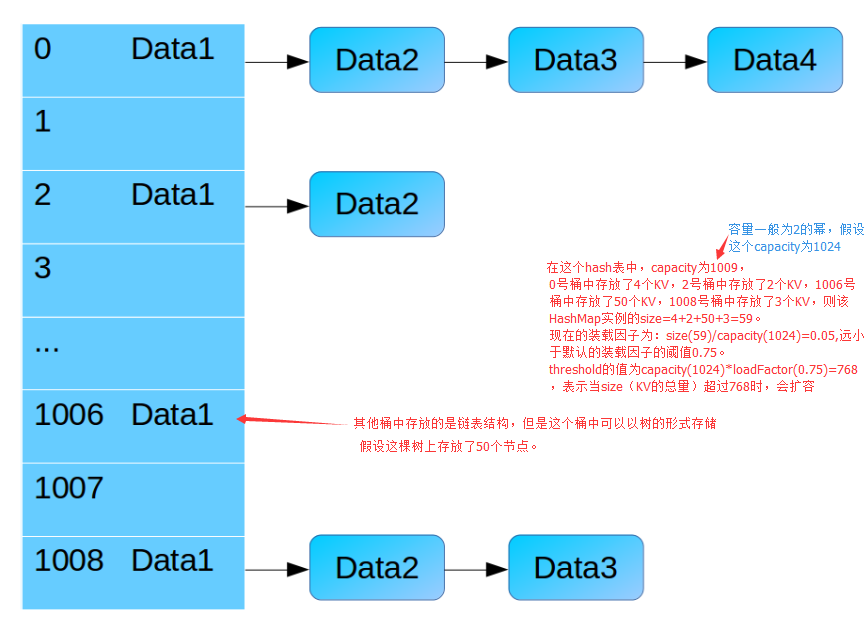 0 Data1 Data2 Data3 Data4
1
2 Data1 Data2
容量一般为2的幂，假设
这个capacity为1024
3
在这个hash表中，capacity为1009，
0号桶中存放了4个KV，2号桶中存放了2个KV，1006号
桶中存放了50个KV，1008号桶中存放了3个KV，则该
HashMap实例的size=4+2+50+3=59。
现在的装载因子为：size(59)/capacity(1024)=0.05,远小
于默认的装载因子的阈值0.75。
threshold的值为capacity(1024)*loadFactor(0.75)=768
，表示当size（KV的总量）超过768时，会扩容
...
1006 Data1
其他桶中存放的是链表结构，但是这个桶中可以以树的形式存储
假设这棵树上存放了50个节点。
1007
1008 Data1 Data2 Data3